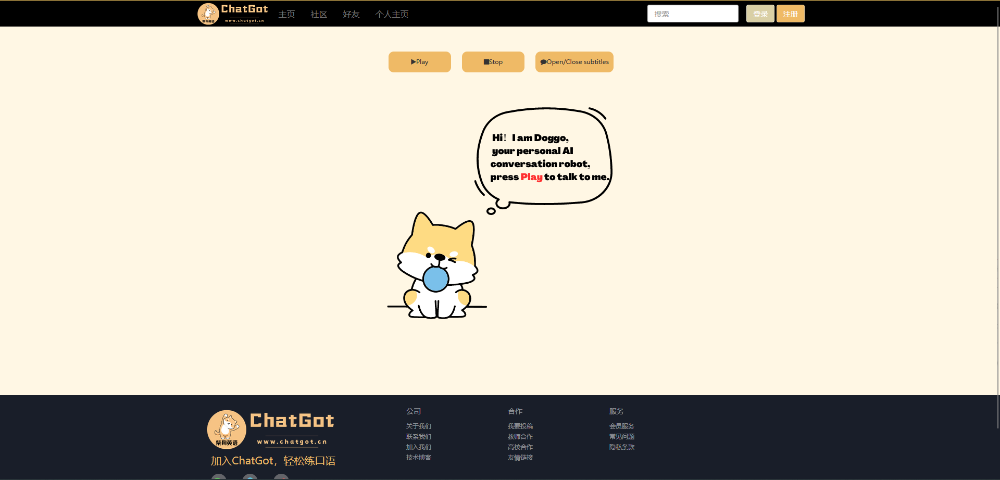 ChatGot
www.chatgot.cn
柴狗英语
主页 社区 好友 个人主页
搜索
登录 注册
Play
Stop
Open/Close subtitles
Hi！I am Doggo,
your personal AI
conversation robot,
press Play to talk to me.
ChatGot
www.chatgot.cn
柴狗英语
加入ChatGot，轻松练口语
公司
关于我们
联系我们
加入我们
技术博客
合作
我要投稿
教师合作
高校合作
友情链接
服务
会员服务
常见问题
隐私条款